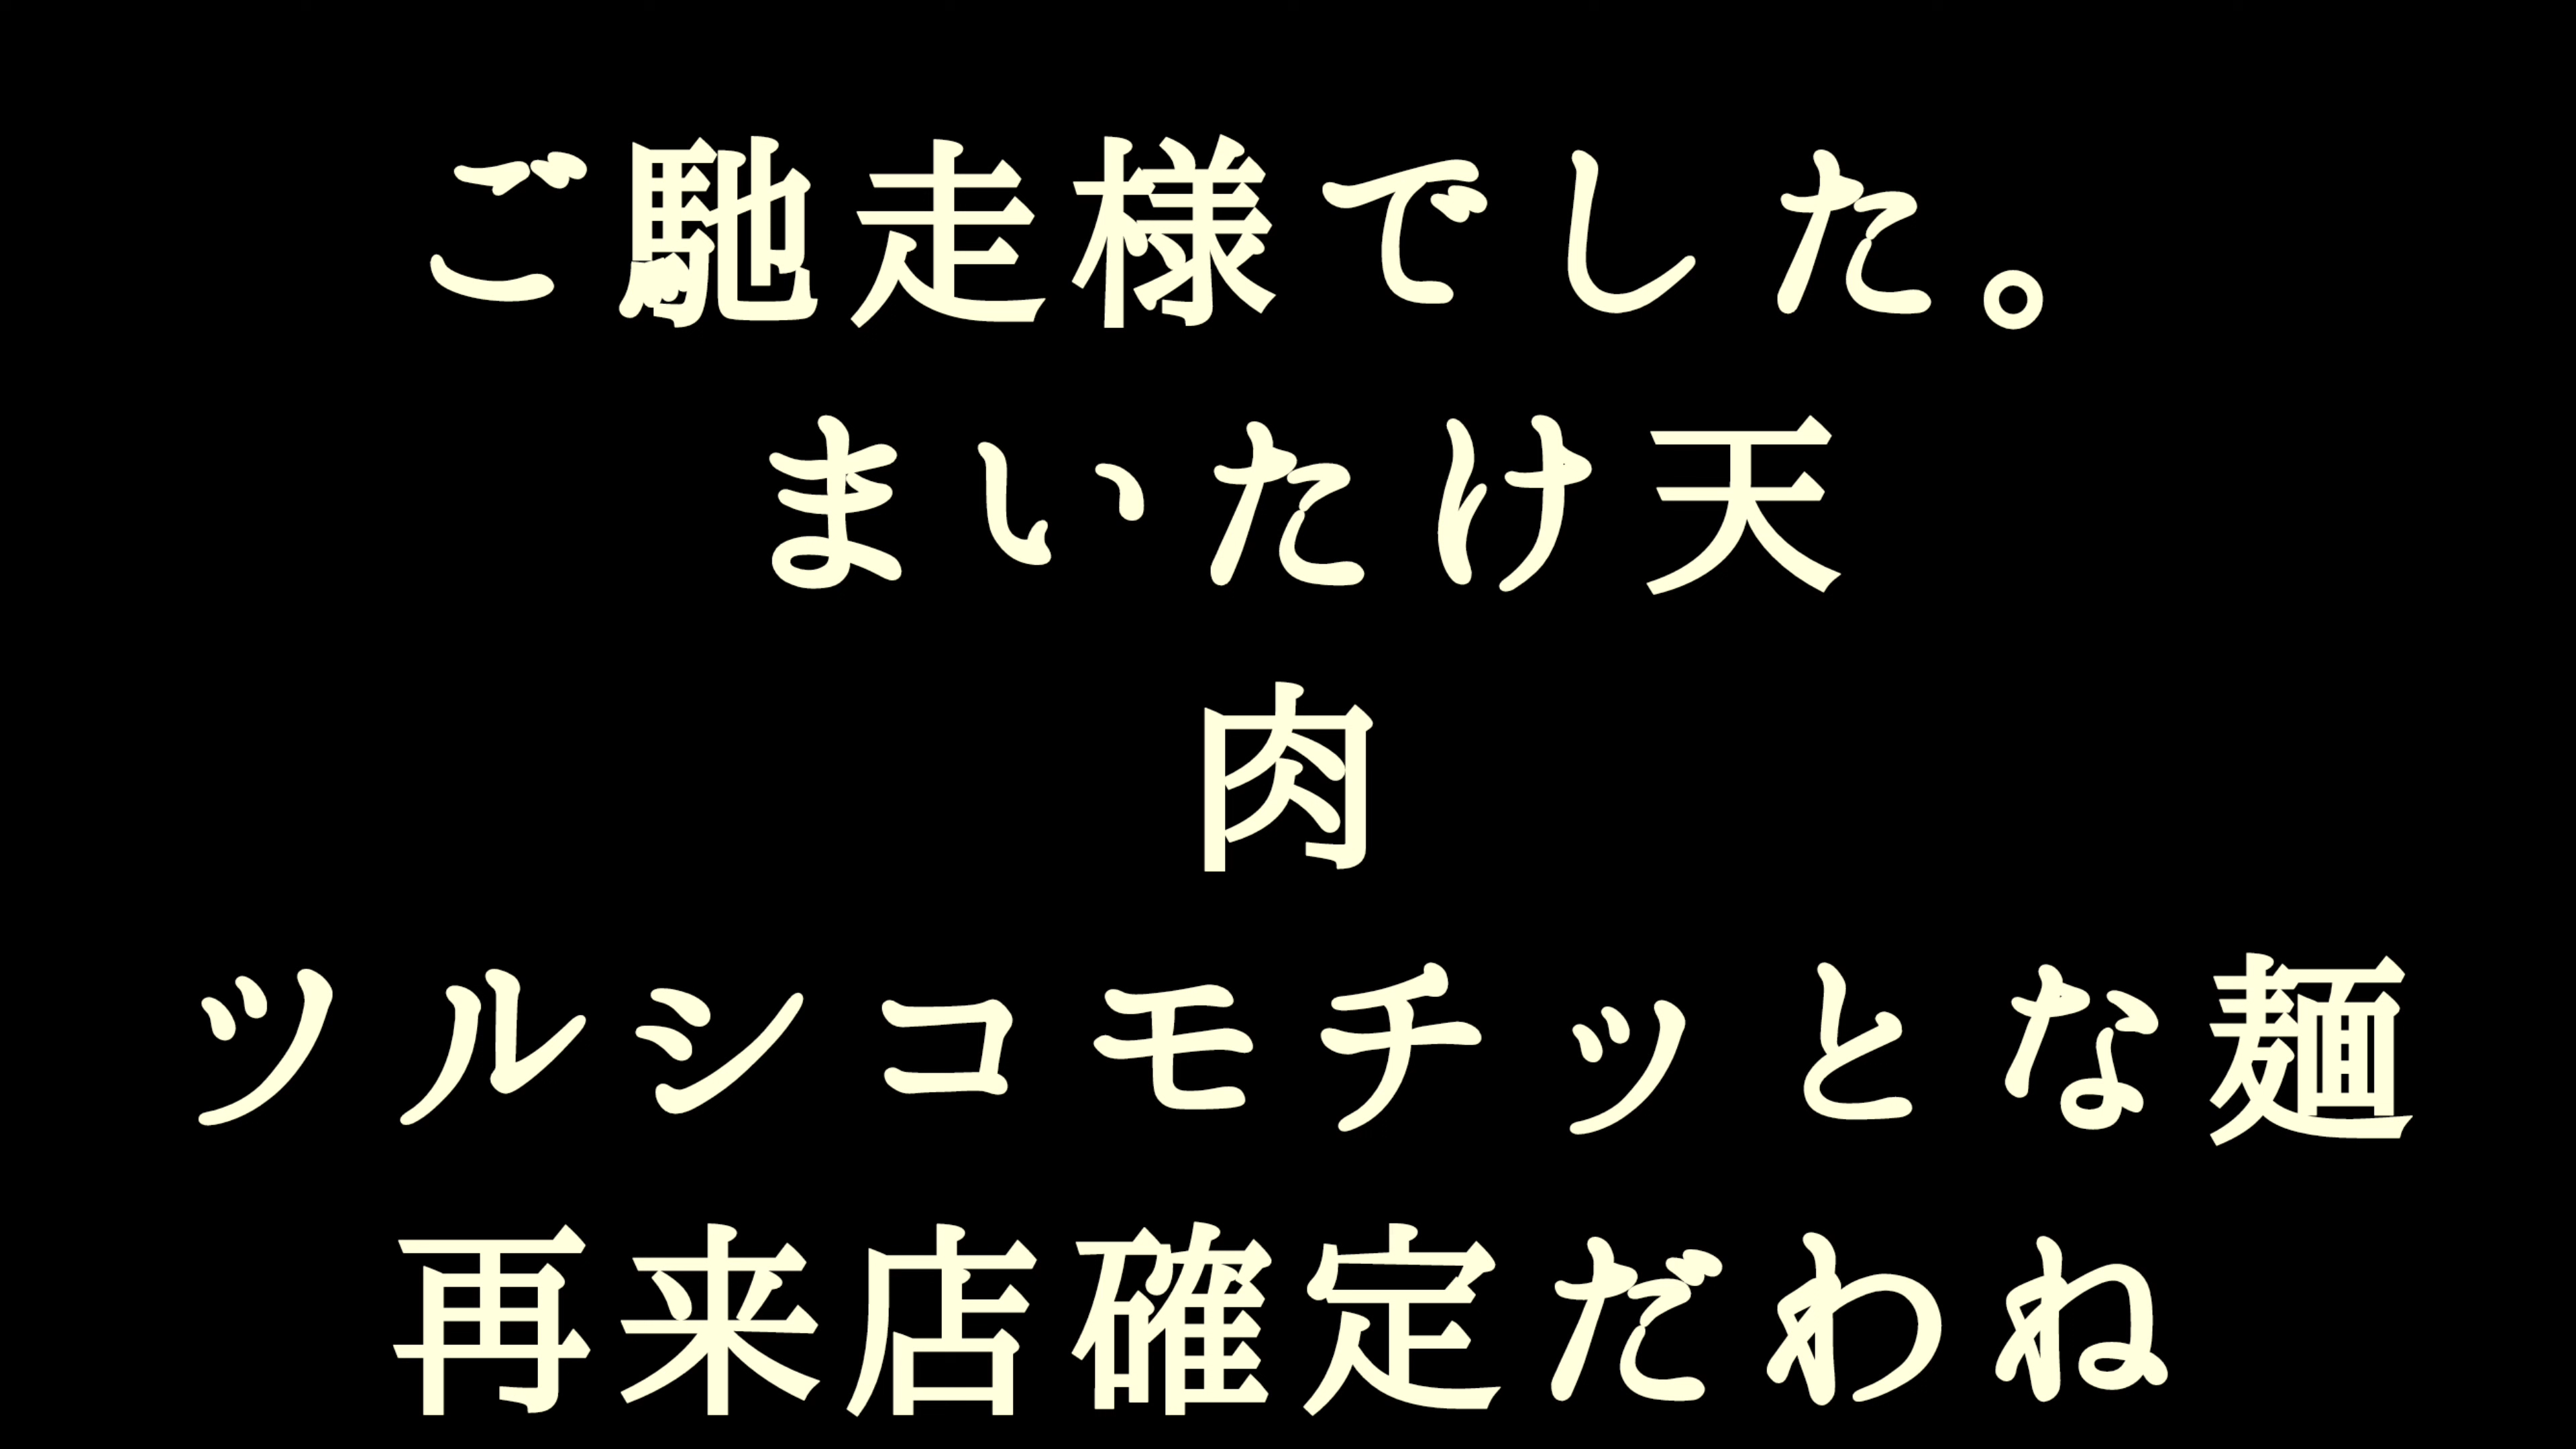 ご馳走様でした。
まいたけ天
肉
ツルシコモチッとな麺
再来店確定だわね